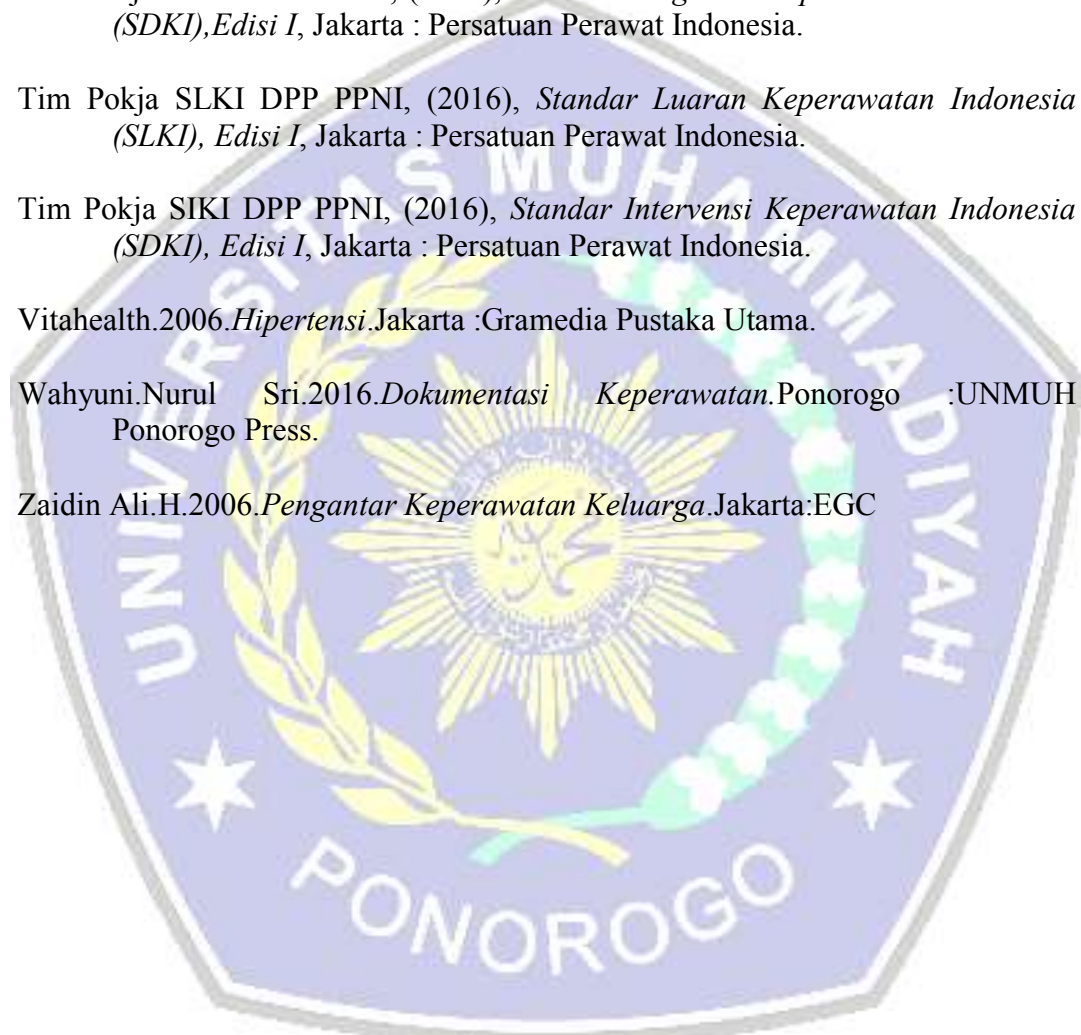 (SDKI),Edisi I, Jakarta : Persatuan Perawat Indonesia.
Tim Pokja SLKI DPP PPNI, (2016), Standar Luaran Keperawatan Indonesia
(SLKI), Edisi I, Jakarta : Persatuan Perawat Indonesia.
Tim Pokja SIKI DPP PPNI, (2016), Standar Intervensi Keperawatan Indonesia
(SDKI), Edisi I, Jakarta : Persatuan Perawat Indonesia.
Vitahealth.2006.Hipertensi.Jakarta :Gramedia Pustaka Utama.
Wahyuni.Nurul Sri.2016.Dokumentasi Keperawatan.Ponorogo :UNMUH
Ponorogo Press.
Zaidin Ali.H.2006.Pengantar Keperawatan Keluarga.Jakarta:EGC
UNIVERSITAS MUHAMMADIYAH
PONOROGO